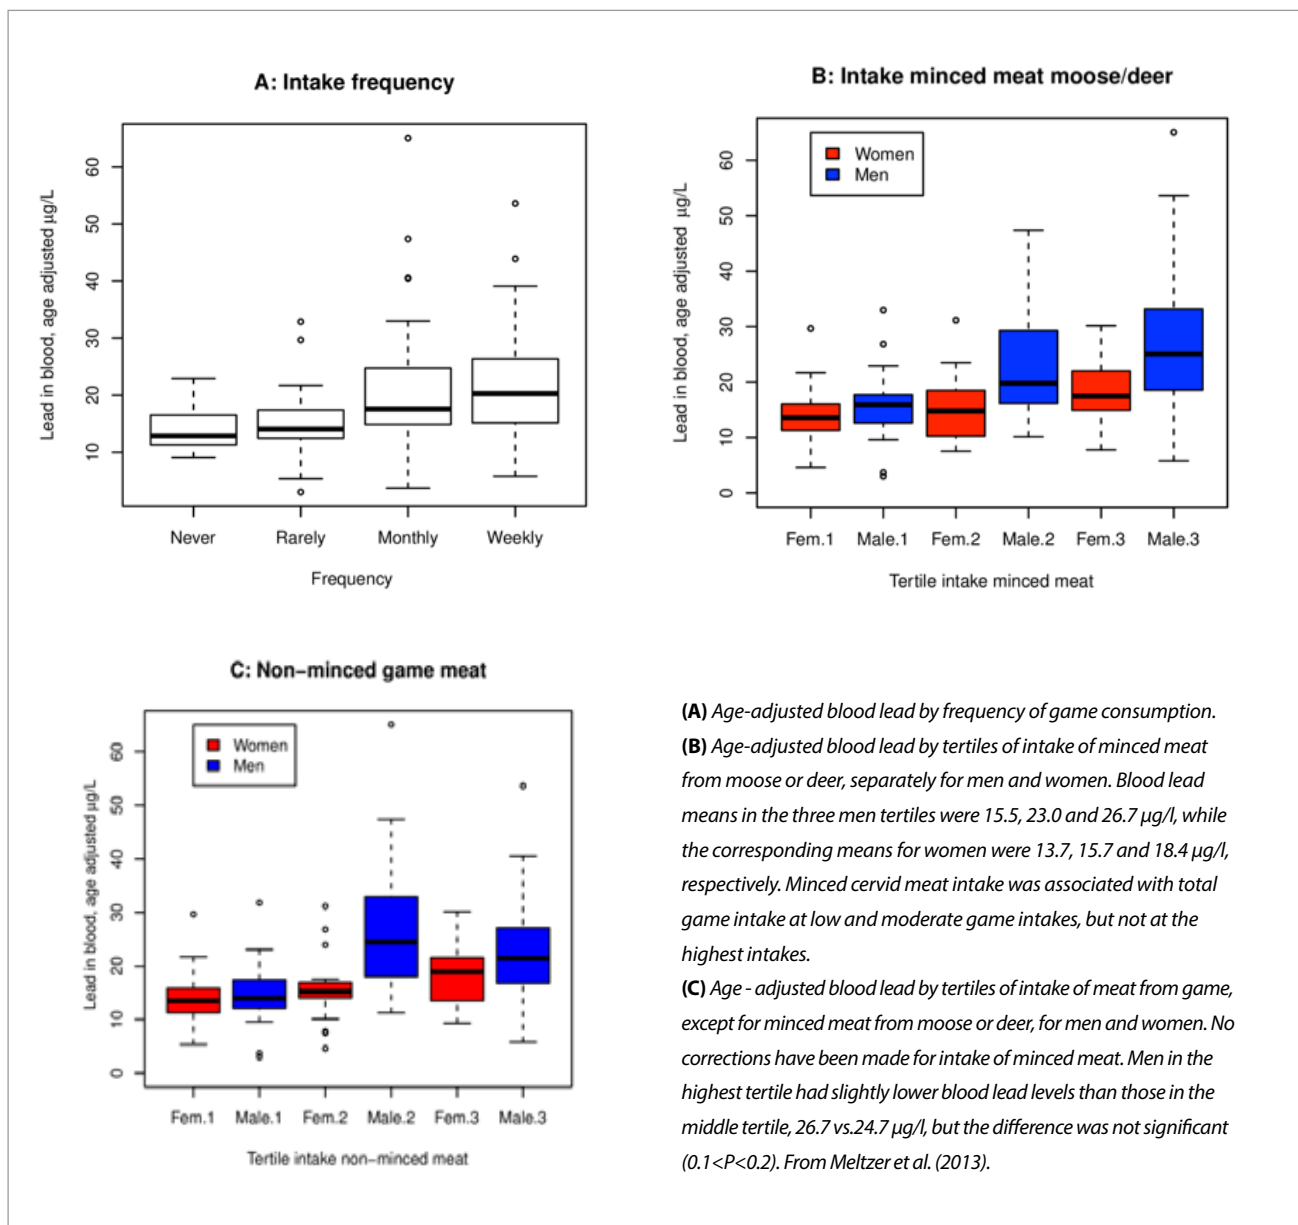 A: Intake frequency
Lead in blood, age adjusted µg/L
60
50
40
30
20
10
Never Rarely Monthly Weekly
Frequency
B: Intake minced meat moose/deer
Lead in blood, age adjusted µg/L
60
50
40
30
20
10
0
Women
Men
Fem.1 Male.1 Fem.2 Male.2 Fem.3 Male.3
Tertile intake minced meat
C: Non−minced game meat
Lead in blood, age adjusted µg/L
60
50
40
30
20
10
0
Women
Men
Fem.1 Male.1 Fem.2 Male.2 Fem.3 Male.3
Tertile intake non−minced meat
(A) Age-adjusted blood lead by frequency of game consumption.
(B) Age-adjusted blood lead by tertiles of intake of minced meat
from moose or deer, separately for men and women. Blood lead
means in the three men tertiles were 15.5, 23.0 and 26.7 µg/l, while
the corresponding means for women were 13.7, 15.7 and 18.4 µg/l,
respectively. Minced cervid meat intake was associated with total
game intake at low and moderate game intakes, but not at the
highest intakes.
(C) Age - adjusted blood lead by tertiles of intake of meat from game,
except for minced meat from moose or deer, for men and women. No
corrections have been made for intake of minced meat. Men in the
highest tertile had slightly lower blood lead levels than those in the
middle tertile, 26.7 vs.24.7 µg/l, but the difference was not significant
(0.1<P<0.2). From Meltzer et al. (2013).